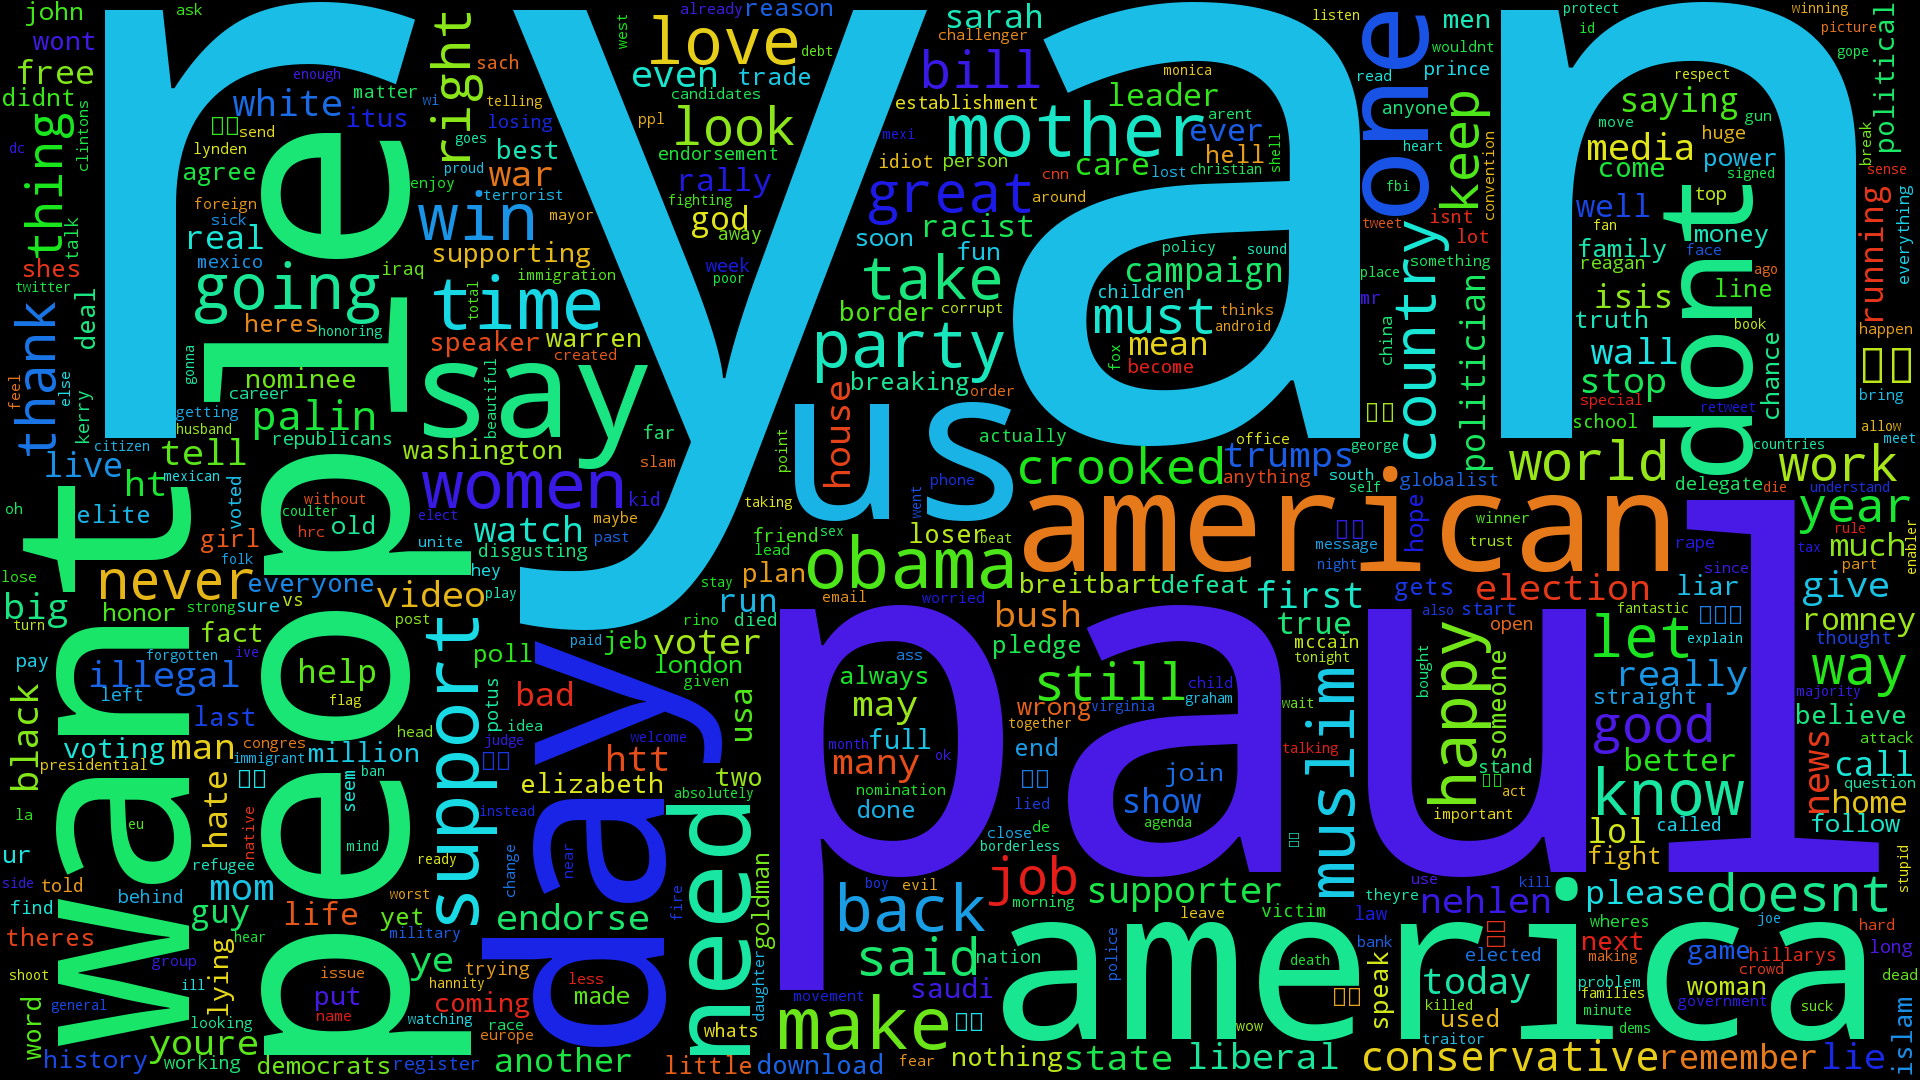 ryan
paul
people
american
america
want
us
day
say
dont
one
need
support
mother
love
look
bill
great
take
party
time
going
win
right
thing
thank
never
women
obama
crooked
world
work
year
way
know
good
let
happy
muslim
country
keep
still
back
said
make
job
doesnt
conservative
remember
lie
liberal
state
nothing
another
download
little
youre
democrats
register
history
working
looking
word
general
shoot
theres
find
told
side
ur
la
eu
black
presidential
voting
man
million
congres
immigrant
hate
native
refugee
behind
mom
guy
life
yet
hear
lying
group
ill
issue
put
name
ye
military
hannity
trying
coming
watching
race
europe
endorse
worst
ready
change
near
less
made
whats
fire
daughter
goldman
absolutely
two
usa
elizabeth
htt
instead
judge
idea
potus
bad
poll
jeb
paid
voter
london
given
welcome
run
died
rino
plan
email
worried
stay
play
hey
video
post
everyone
sure
vs
strong
honor
fact
ive
forgotten
illegal
left
last
help
flag
head
seem
ban
mind
big
turn
pay
lose
oh
elite
live
ht
tell
mexican
citizen
voted
girl
folk
old
hrc
coulter
without
watch
disgusting
unite
elect
past
maybe
kid
slam
far
washington
republicans
palin
husband
getting
career
nominee
heres
honoring
iraq
real
mexico
sick
foreign
agree
lynden
send
white
enough
itus
matter
wi
john
ask
wont
free
didnt
clintons
dc
talk
shes
twitter
deal
feel
else
kerry
gonna
sach
telling
losing
goes
best
proud
war
terrorist
enjoy
mayor
supporting
immigration
total
speaker
warren
created
beautiful
west
already
reason
debt
even
trade
candidates
ppl
endorsement
rally
fighting
god
away
week
poor
sarah
challenger
establishment
mexi
idiot
person
cnn
around
racist
soon
fun
border
corrupt
breaking
order
house
point
actually
phone
went
taking
friend
sex
lead
loser
beat
breitbart
defeat
monica
leader
arent
ever
hell
shell
care
lost
christian
policy
sound
campaign
children
must
thinks
android
mean
fox
become
listen
read
anyone
heart
fbi
tweet
isnt
lot
something
place
mr
china
politician
convention
men
wouldnt
prince
george
office
trumps
anything
south
self
globalist
message
night
hope
winner
trust
gets
election
first
true
bush
pledge
mccain
tonight
wrong
together
virginia
child
graham
wait
talking
end
lied
de
close
borderless
always
ass
may
month
full
many
ok
nomination
done
agenda
join
show
also
start
open
bought
someone
stand
act
important
protect
id
winning
picture
gope
political
respect
saying
move
gun
huge
media
come
power
signed
top
break
sense
well
fan
money
family
face
reagan
isis
ago
line
truth
book
wall
stop
special
retweet
school
chance
running
everything
happen
bring
allow
meet
countries
delegate
die
understand
rule
rape
tax
much
part
since
liar
give
enabler
fantastic
romney
explain
thought
really
straight
majority
believe
attack
better
news
call
question
home
called
follow
lol
fight
stupid
please
supporter
morning
boy
evil
leave
victim
theyre
use
kill
nehlen
law
bank
wheres
joe
hard
next
game
hillarys
long
making
crowd
elected
today
problem
families
woman
dead
government
suck
killed
used
minute
dems
traitor
speak
death
police
nation
saudi
movement
fear
wow
islam